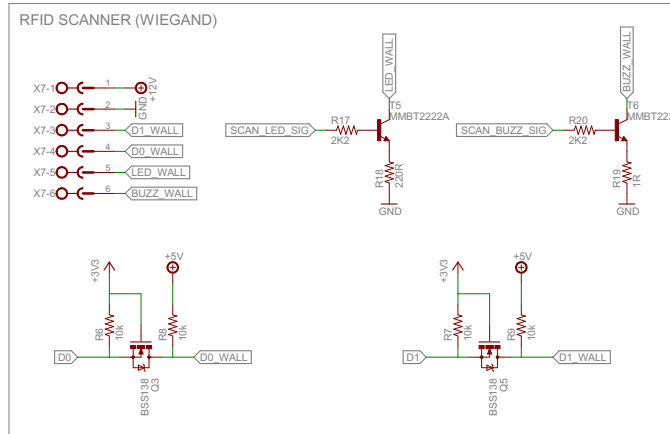 RFID SCANNER (WIEGAND)
X7-1 1 +12V
X7-2 2 GND
X7-3 3 D1_WALL
X7-4 4 D0_WALL
X7-5 5 LED_WALL
X7-6 6 BUZZ_WALL
LED_WALL
T5
MMBT2222A
SCAN_LED_SIG
R17
2K2
R18
220R
GND
BUZZ_WALL
T6
MMBT222
SCAN_BUZZ_SIG
R20
2K2
R19
1R
GND
+3V3
+5V
R6
10k
R8
10k
D0
D0_WALL
BSS138
Q3
+3V3
+5V
R7
10k
R9
10k
D1
D1_WALL
BSS138
Q5